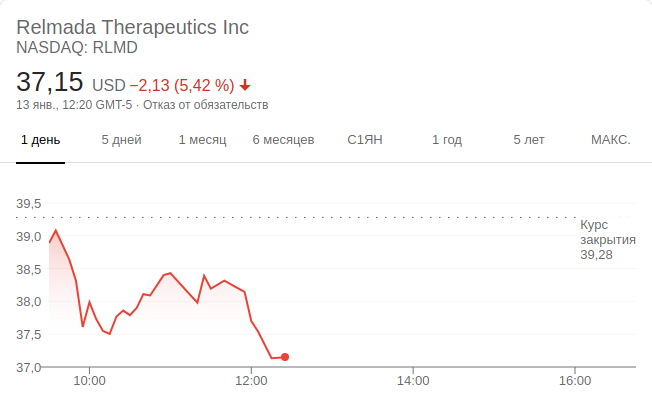 Relmada Therapeutics Inc
NASDAQ: RLMD
37,15 USD −2,13 (5,42 %)
13 янв., 12:20 GMT-5 · Отказ от обязательств
1 день 5 дней 1 месяц 6 месяцев С1ЯН 1 год 5 лет МАКС.
39,5
39,0
38,5
38,0
37,5
37,0
Курс
закрытия
39,28
10:00 12:00 14:00 16:00